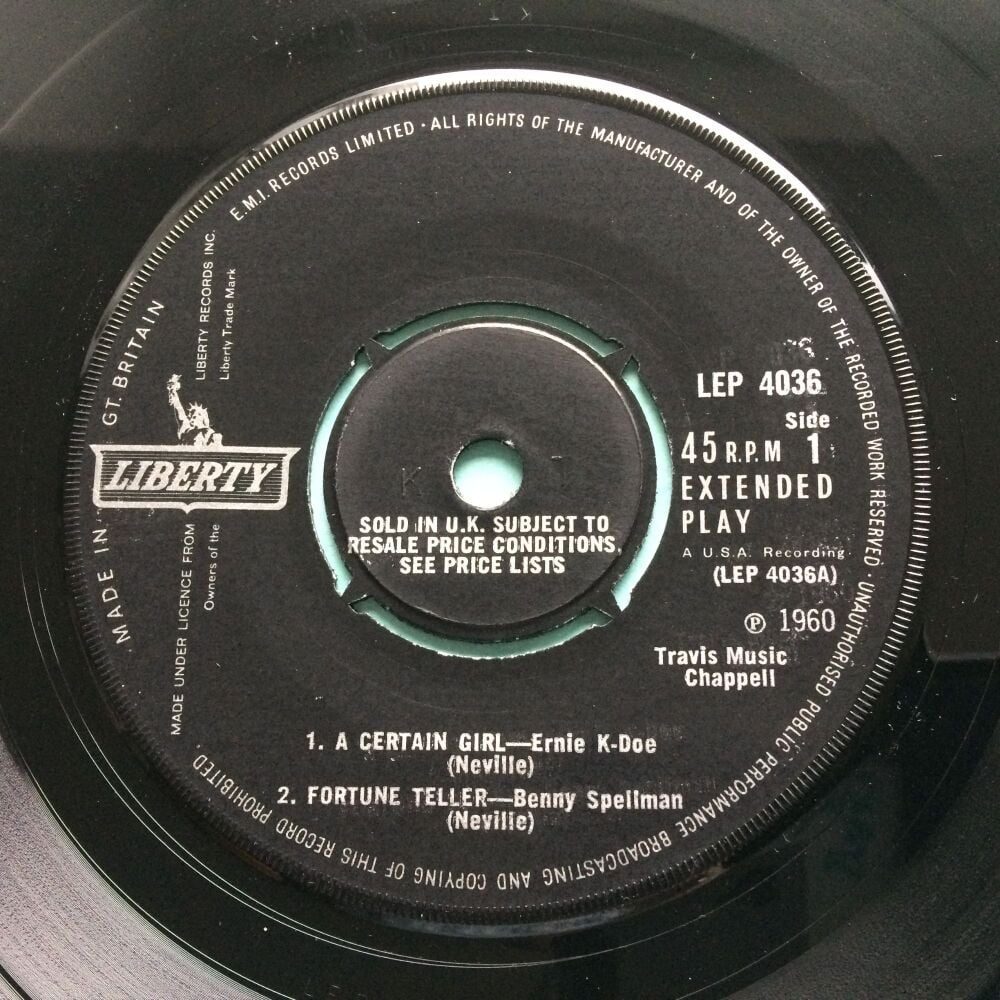 E.M.I. RECORDS LIMITED · ALL RIGHTS OF THE MANUFACTURER AND OF THE OWNER OF THE RECORDED WORK RESERVED · UNAUTHORISED PUBLIC PERFORMANCE BROADCASTING AND COPYING OF THIS RECORD PROHIBITED.
MADE IN GT. BRITAIN
MADE UNDER LICENCE FROM LIBERTY RECORDS INC.
Owners of the Liberty Trade Mark
LIBERTY
LEP 4036
Side
45 R.P.M 1
EXTENDED
PLAY
A U.S.A. Recording
(LEP 4036A)
℗ 1960
Travis Music
Chappell
K T
SOLD IN U.K. SUBJECT TO
RESALE PRICE CONDITIONS,
SEE PRICE LISTS
1. A CERTAIN GIRL—Ernie K-Doe
(Neville)
2. FORTUNE TELLER—Benny Spellman
(Neville)